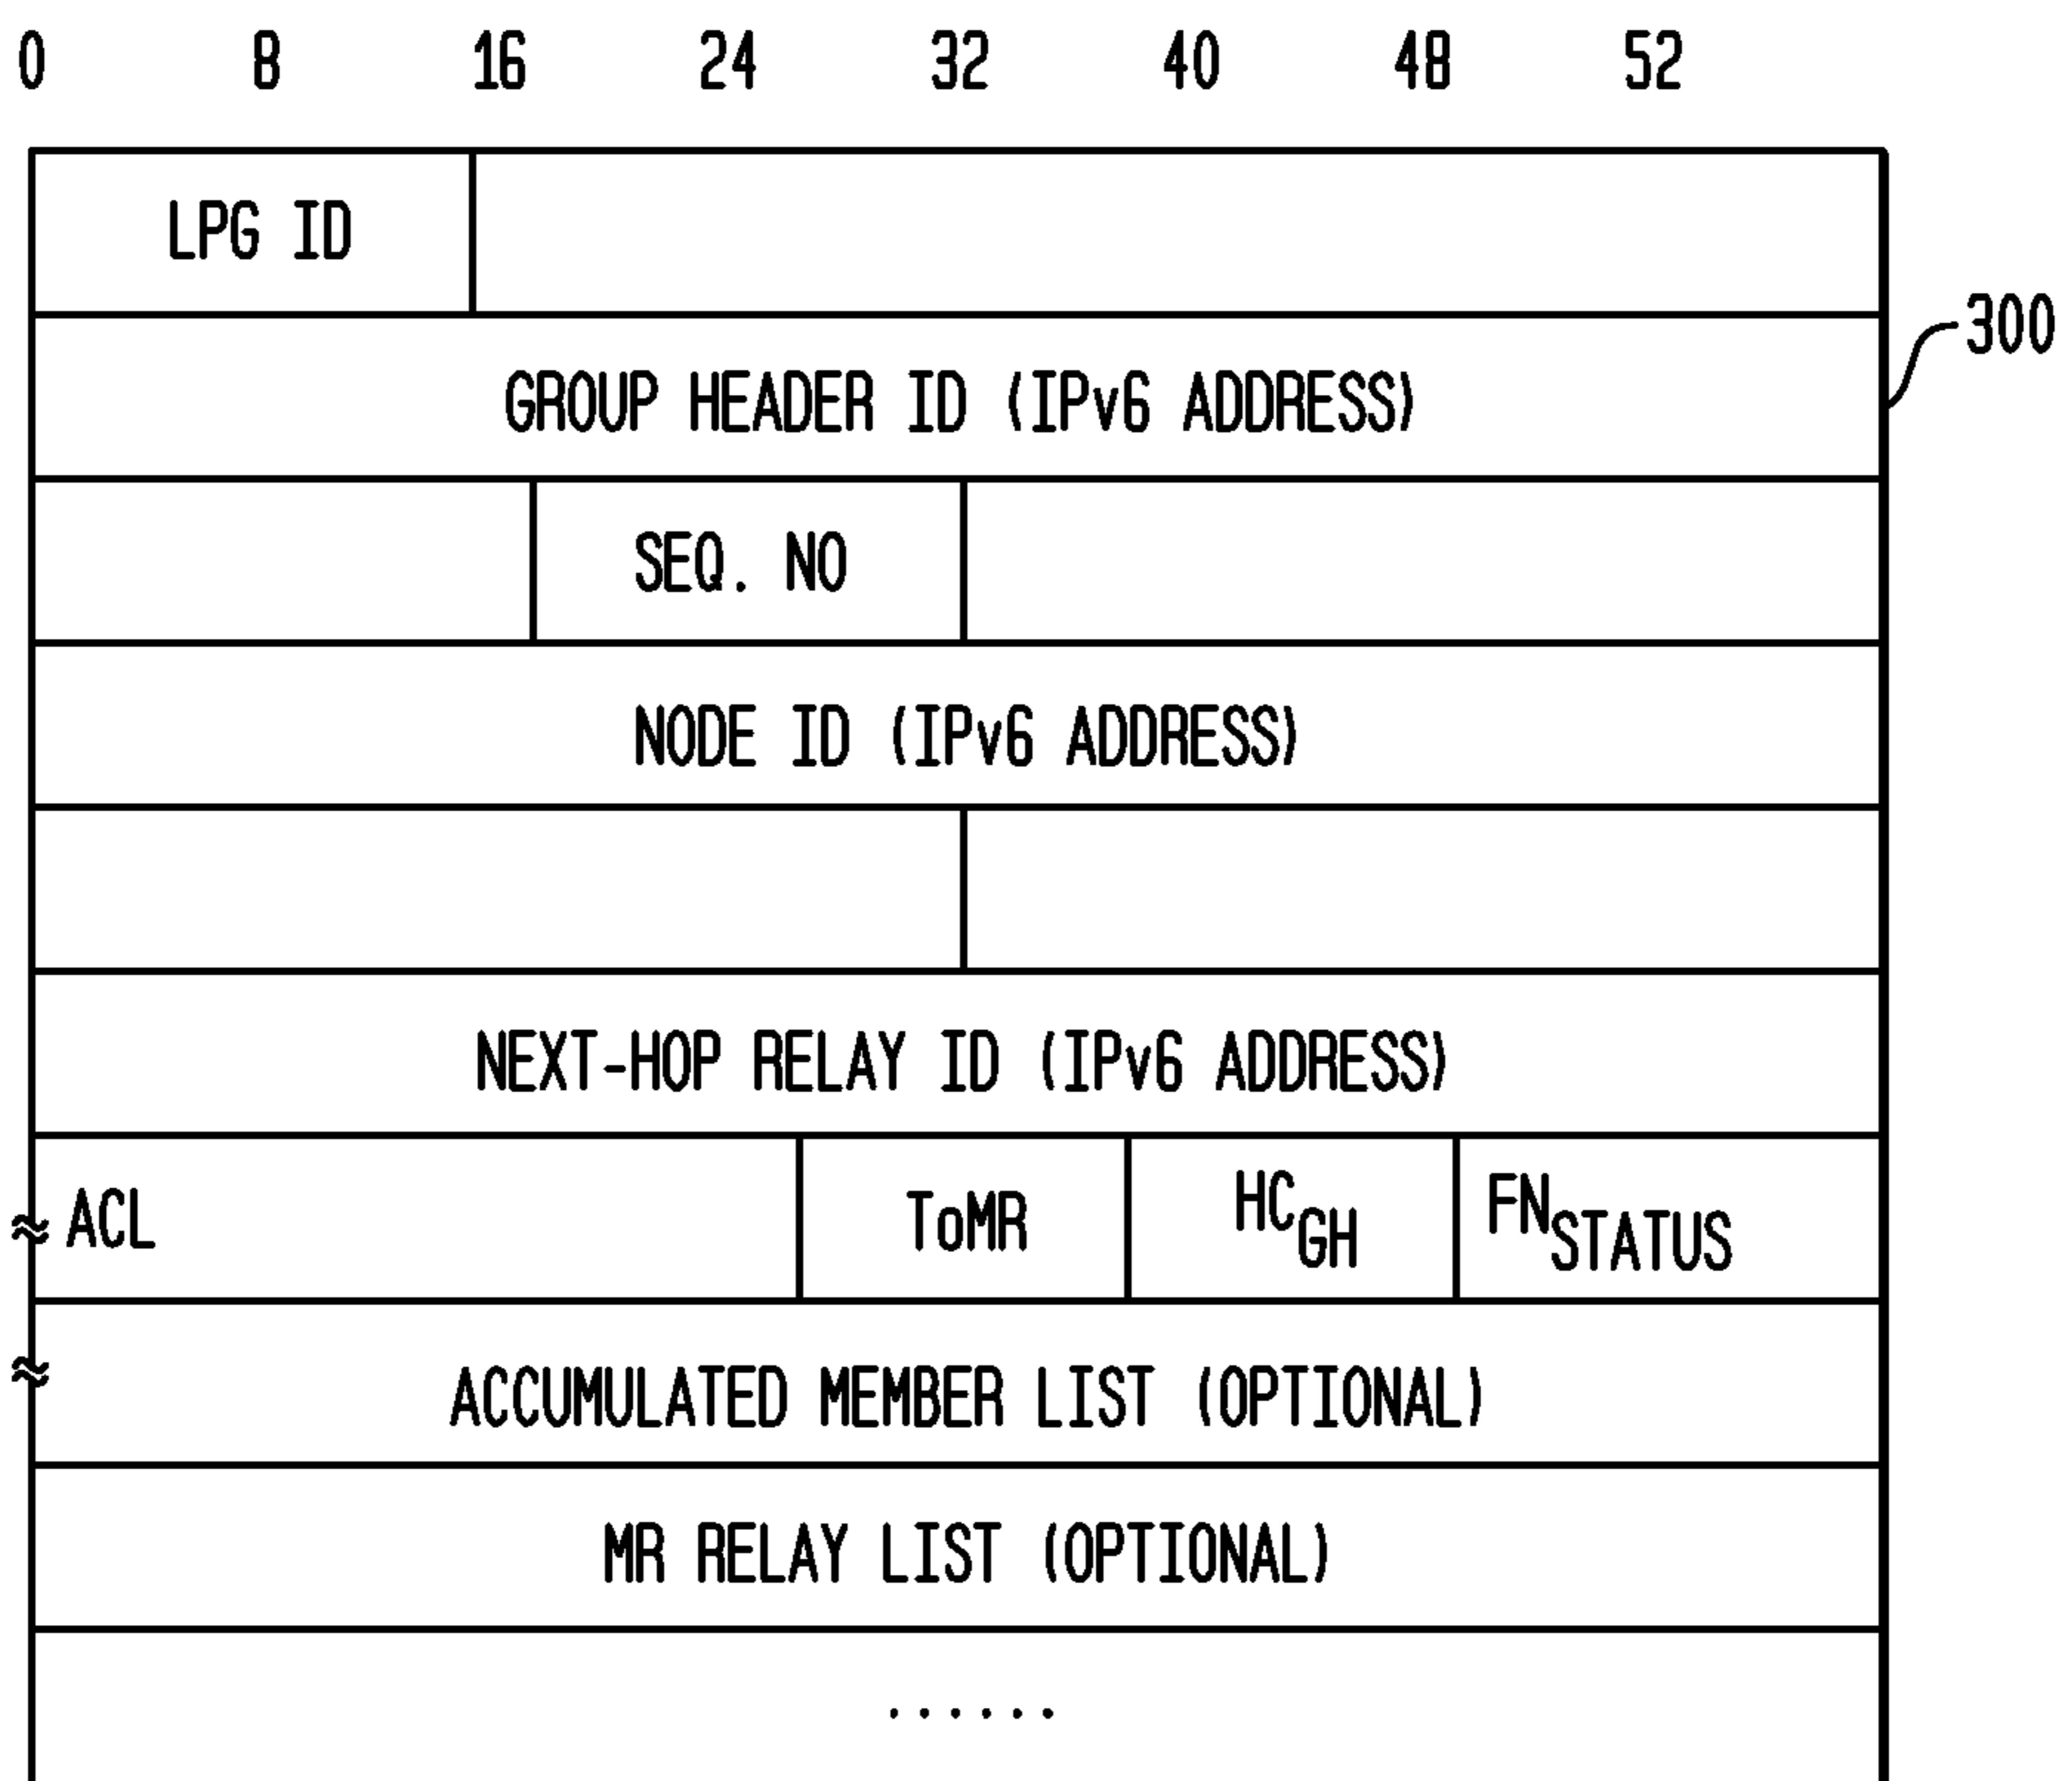 0 8 16 24 32 40 48 52
LPG ID
300
GROUP HEADER ID (IPv6 ADDRESS)
SEQ. NO
NODE ID (IPv6 ADDRESS)
NEXT-HOP RELAY ID (IPv6 ADDRESS)
ACL ToMR HCGH FNSTATUS
ACCUMULATED MEMBER LIST (OPTIONAL)
MR RELAY LIST (OPTIONAL)
......